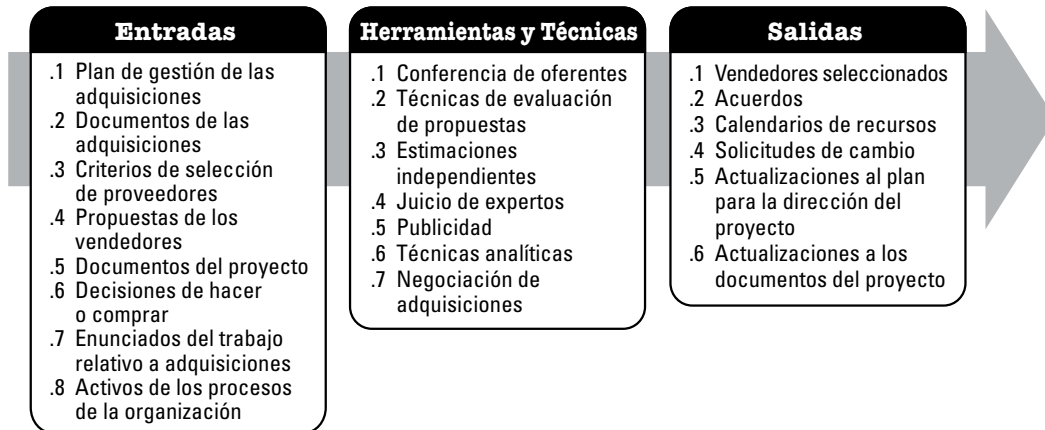 Entradas
.1 Plan de gestión de las
adquisiciones
.2 Documentos de las
adquisiciones
.3 Criterios de selección
de proveedores
.4 Propuestas de los
vendedores
.5 Documentos del proyecto
.6 Decisiones de hacer
o comprar
.7 Enunciados del trabajo
relativo a adquisiciones
.8 Activos de los procesos
de la organización
Herramientas y Técnicas
.1 Conferencia de oferentes
.2 Técnicas de evaluación
de propuestas
.3 Estimaciones
independientes
.4 Juicio de expertos
.5 Publicidad
.6 Técnicas analíticas
.7 Negociación de
adquisiciones
Salidas
.1 Vendedores seleccionados
.2 Acuerdos
.3 Calendarios de recursos
.4 Solicitudes de cambio
.5 Actualizaciones al plan
para la dirección del
proyecto
.6 Actualizaciones a los
documentos del proyecto